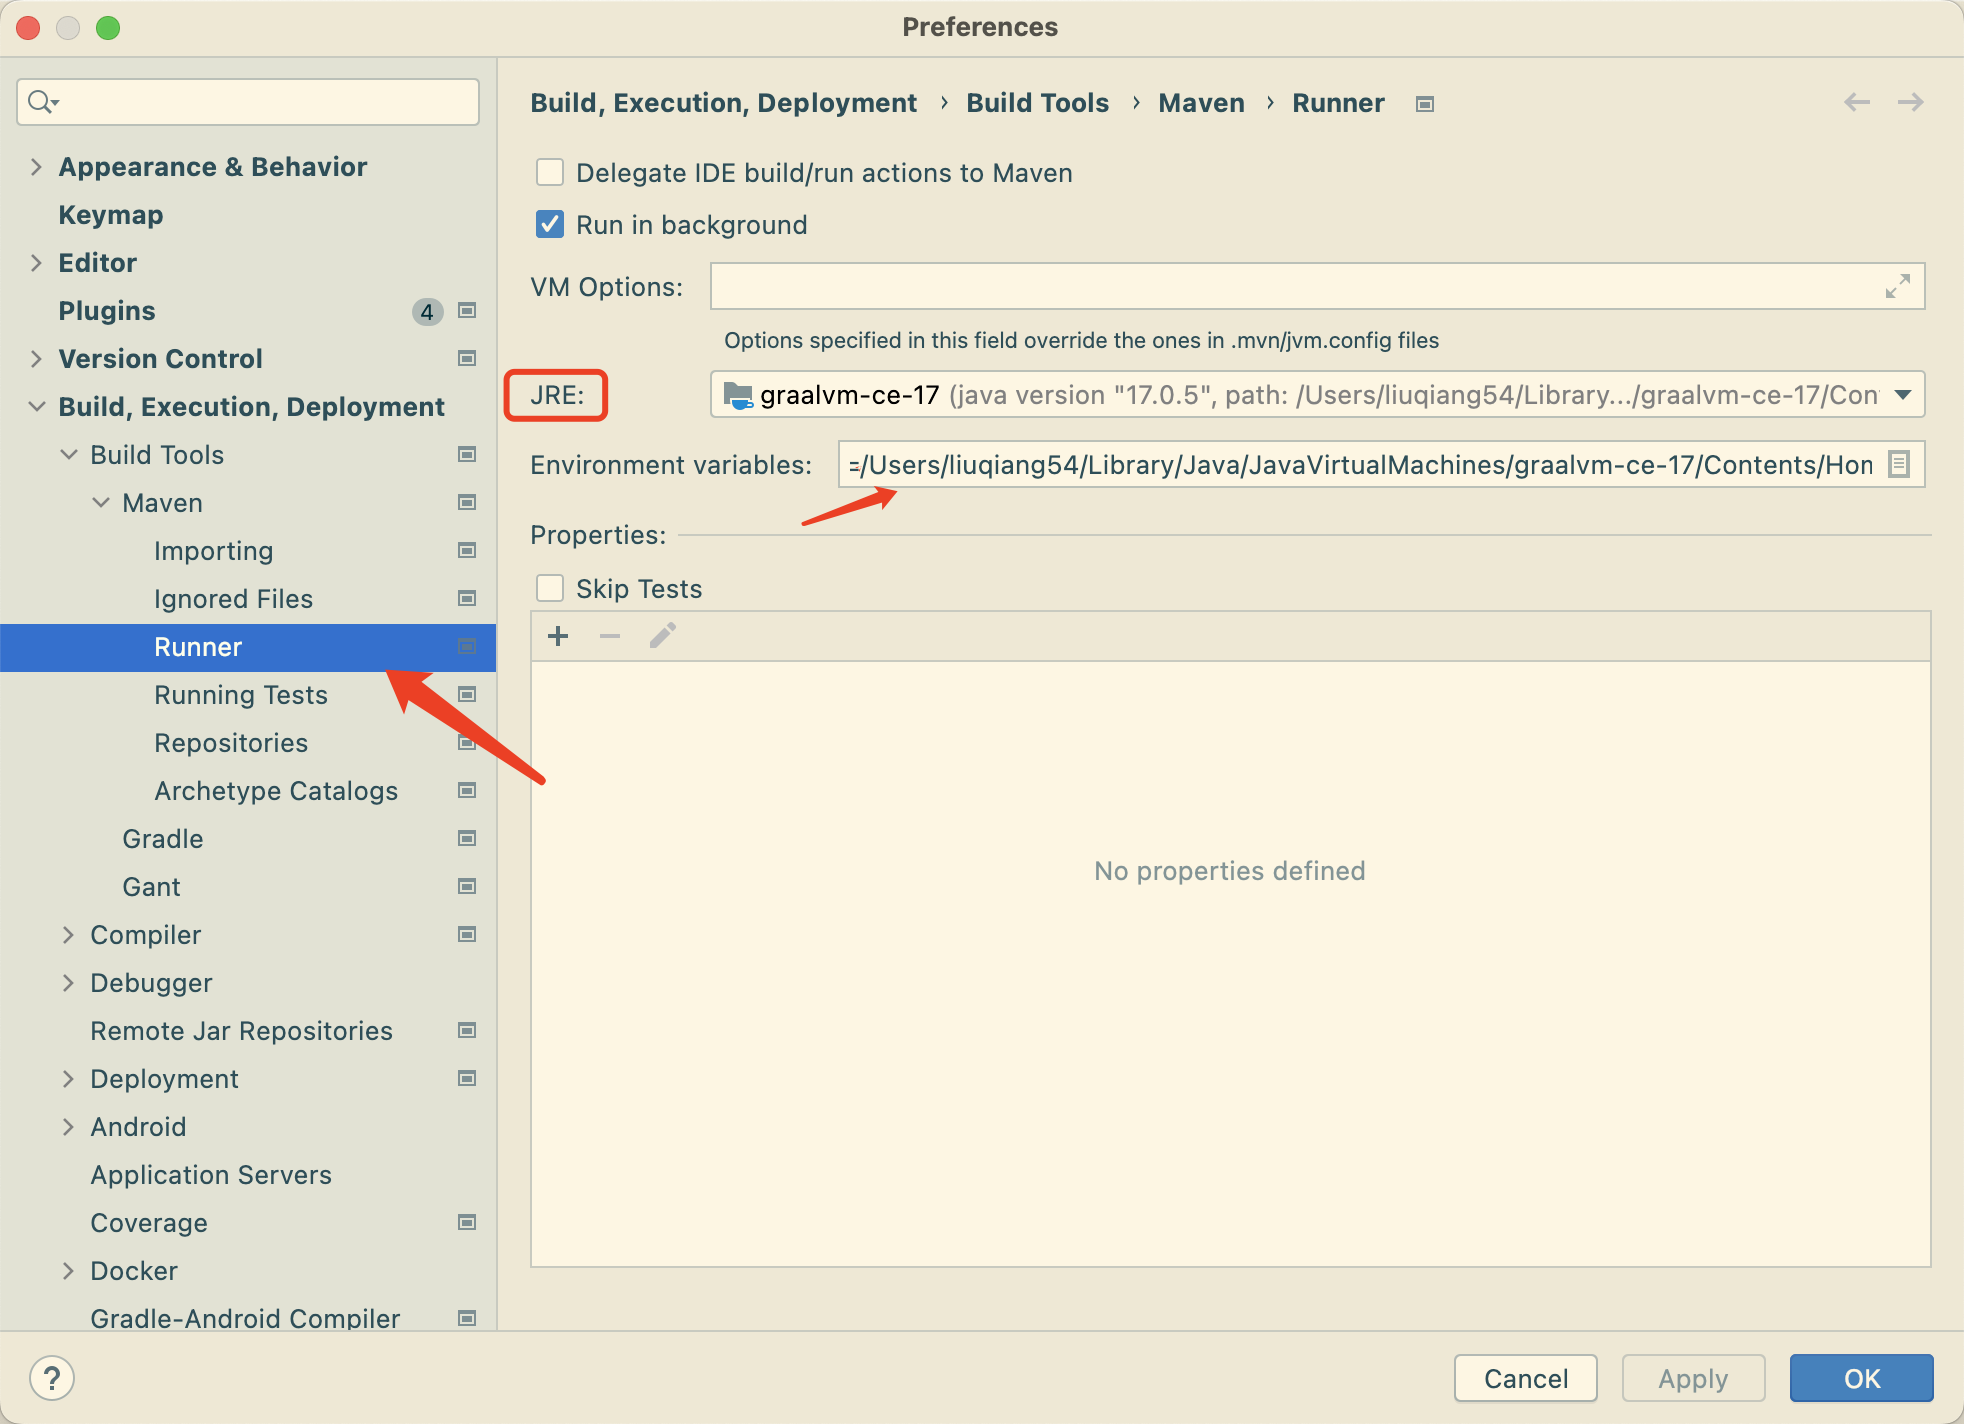 Preferences
Appearance & Behavior
Keymap
Editor
Plugins 4
Version Control
Build, Execution, Deployment
Build Tools
Maven
Importing
Ignored Files
Runner
Running Tests
Repositories
Archetype Catalogs
Gradle
Gant
Compiler
Debugger
Remote Jar Repositories
Deployment
Android
Application Servers
Coverage
Docker
Gradle-Android Compiler
?
Build, Execution, Deployment › Build Tools › Maven › Runner
Delegate IDE build/run actions to Maven
Run in background
VM Options:
Options specified in this field override the ones in .mvn/jvm.config files
JRE: graalvm-ce-17 (java version "17.0.5", path: /Users/liuqiang54/Library.../graalvm-ce-17/Con
Environment variables: =/Users/liuqiang54/Library/Java/JavaVirtualMachines/graalvm-ce-17/Contents/Hom
Properties:
Skip Tests
No properties defined
Cancel Apply OK